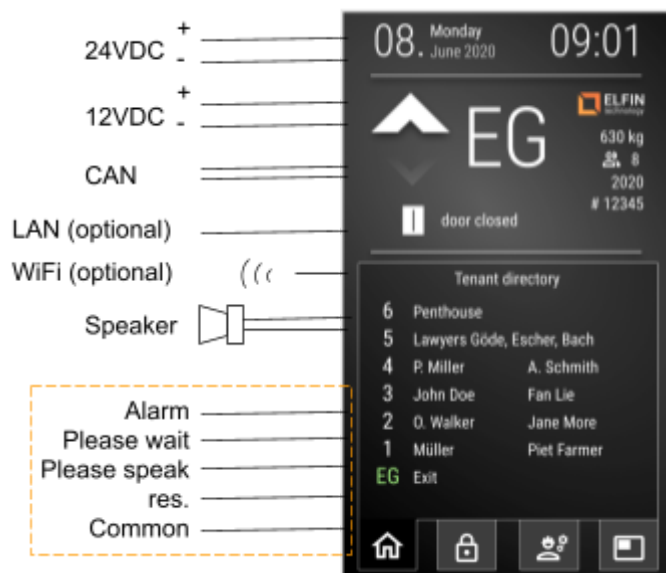 24VDC + -
12VDC + -
CAN
LAN (optional)
WiFi (optional)
Speaker
Alarm
Please wait
Please speak
res.
Common
08. Monday June 2020 09:01
EG
ELFIN
technology
630 kg
8
2020
# 12345
door closed
Tenant directory
6 Penthouse
5 Lawyers Göde, Escher, Bach
4 P. Miller A. Schmith
3 John Doe Fan Lie
2 O. Walker Jane More
1 Müller Piet Farmer
EG Exit